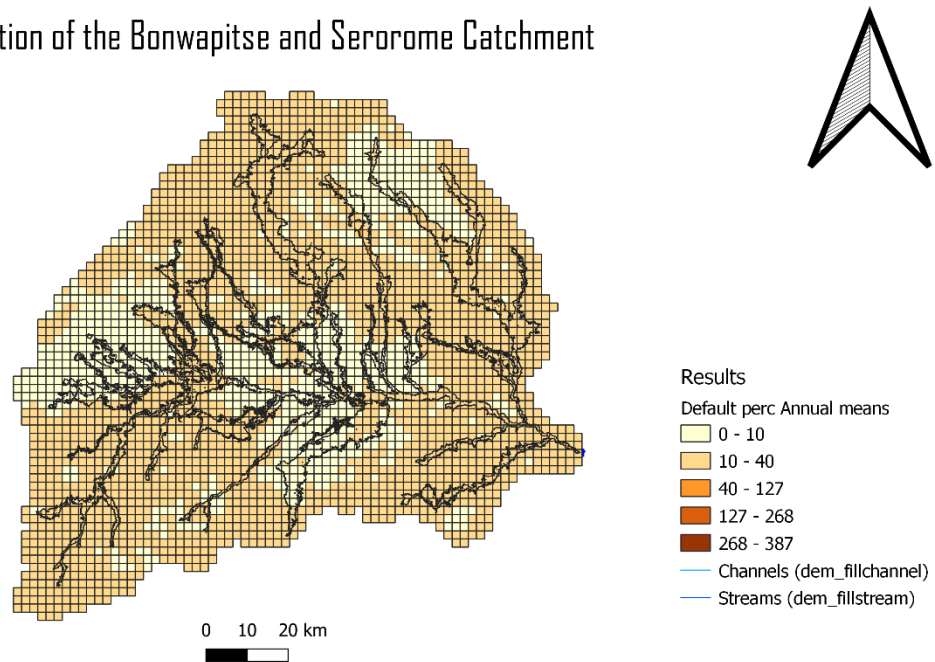 tion of the Bonwapitse and Serorome Catchment
Results
Default perc Annual means
0 - 10
10 - 40
40 - 127
127 - 268
268 - 387
Channels (dem_fillchannel)
Streams (dem_fillstream)
0 10 20 km